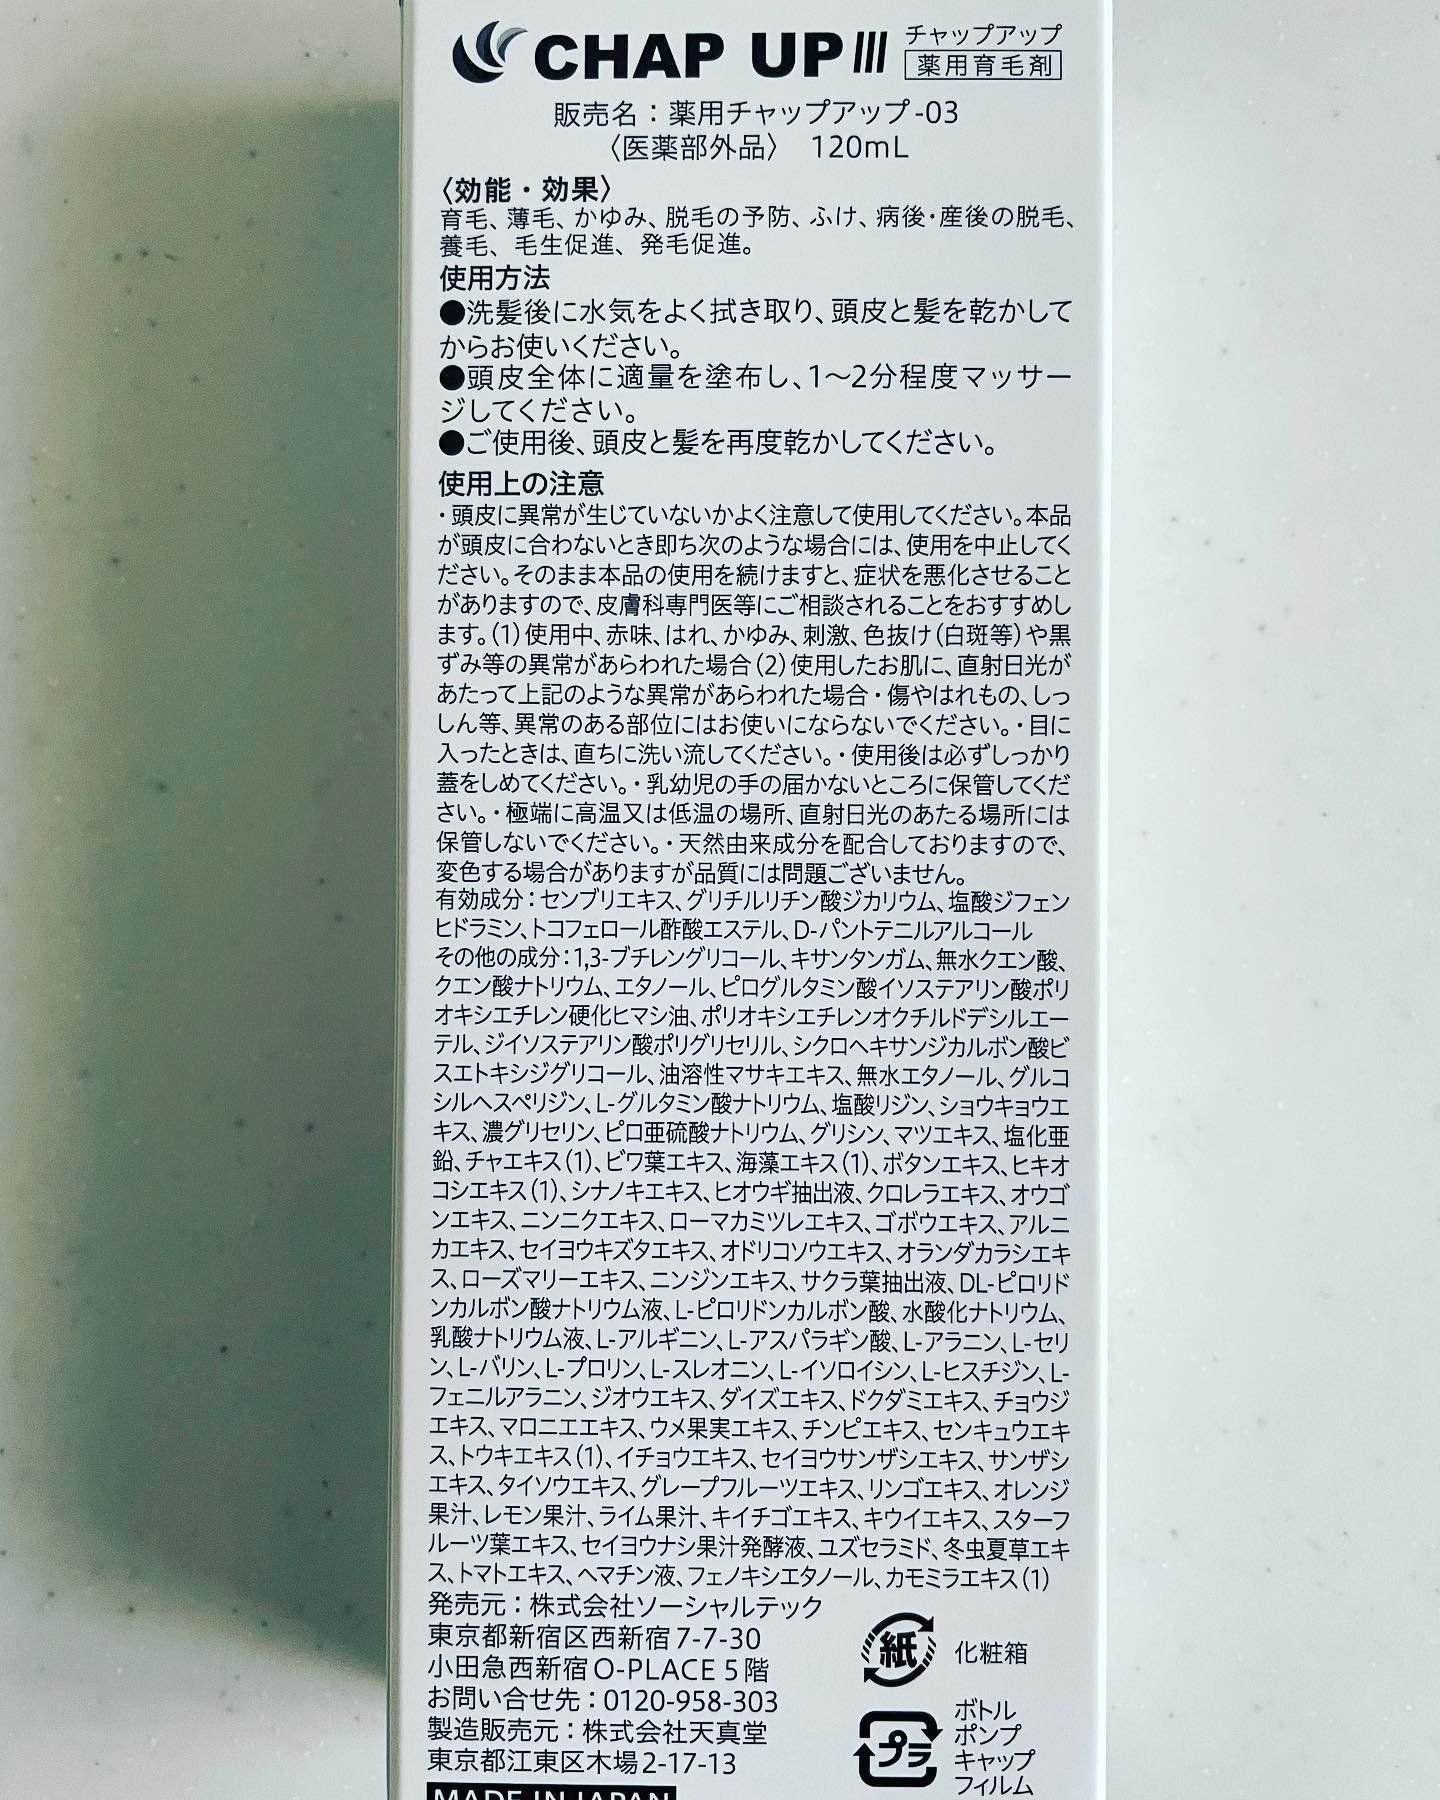 CHAP UP III チャップアップ
薬用育毛剤
販売名：薬用チャップアップ-03
〈医薬部外品〉 120mL
〈効能・効果〉
育毛、薄毛、かゆみ、脱毛の予防、ふけ、病後・産後の脱毛、
養毛、毛生促進、発毛促進。
使用方法
●洗髪後に水気をよく拭き取り、頭皮と髪を乾かして
からお使いください。
●頭皮全体に適量を塗布し、1～2分程度マッサー
ジしてください。
●ご使用後、頭皮と髪を再度乾かしてください。
使用上の注意
・頭皮に異常が生じていないかよく注意して使用してください。本品
が頭皮に合わないとき即ち次のような場合には、使用を中止してく
ださい。そのまま本品の使用を続けますと、症状を悪化させること
がありますので、皮膚科専門医等にご相談されることをおすすめし
ます。(1)使用中、赤味、はれ、かゆみ、刺激、色抜け(白斑等)や黒
ずみ等の異常があらわれた場合(2)使用したお肌に、直射日光が
あたって上記のような異常があらわれた場合・傷やはれもの、しっ
しん等、異常のある部位にはお使いにならないでください。・目に
入ったときは、直ちに洗い流してください。・使用後は必ずしっかり
蓋をしめてください。・乳幼児の手の届かないところに保管してくだ
さい。・極端に高温又は低温の場所、直射日光のあたる場所には
保管しないでください。・天然由来成分を配合しておりますので、
変色する場合がありますが品質には問題ございません。
有効成分：センブリエキス、グリチルリチン酸ジカリウム、塩酸ジフェン
ヒドラミン、トコフェロール酢酸エステル、D-パントテニルアルコール
その他の成分：1,3-ブチレングリコール、キサンタンガム、無水クエン酸、
クエン酸ナトリウム、エタノール、ピログルタミン酸イソステアリン酸ポリ
オキシエチレン硬化ヒマシ油、ポリオキシエチレンオクチルドデシルエー
テル、ジイソステアリン酸ポリグリセリル、シクロヘキサンジカルボン酸ビ
スエトキシジグリコール、油溶性マサキエキス、無水エタノール、グルコ
シルヘスペリジン、L-グルタミン酸ナトリウム、塩酸リジン、ショウキョウエ
キス、濃グリセリン、ピロ亜硫酸ナトリウム、グリシン、マツエキス、塩化亜
鉛、チャエキス(1)、ビワ葉エキス、海藻エキス(1)、ボタンエキス、ヒキオ
コシエキス(1)、シナノキエキス、ヒオウギ抽出液、クロレラエキス、オウゴ
ンエキス、ニンニクエキス、ローマカミツレエキス、ゴボウエキス、アルニ
カエキス、セイヨウキズタエキス、オドリコソウエキス、オランダカラシエキ
ス、ローズマリーエキス、ニンジンエキス、サクラ葉抽出液、DL-ピロリド
ンカルボン酸ナトリウム液、L-ピロリドンカルボン酸、水酸化ナトリウム、
乳酸ナトリウム液、L-アルギニン、L-アスパラギン酸、L-アラニン、L-セリ
ン、L-バリン、L-プロリン、L-スレオニン、L-イソロイシン、L-ヒスチジン、L-
フェニルアラニン、ジオウエキス、ダイズエキス、ドクダミエキス、チョウジ
エキス、マロニエエキス、ウメ果実エキス、チンピエキス、センキュウエキ
ス、トウキエキス(1)、イチョウエキス、セイヨウサンザシエキス、サンザシ
エキス、タイソウエキス、グレープフルーツエキス、リンゴエキス、オレンジ
果汁、レモン果汁、ライム果汁、キイチゴエキス、キウイエキス、スターフ
ルーツ葉エキス、セイヨウナシ果汁発酵液、ユズセラミド、冬虫夏草エキ
ス、トマトエキス、ヘマチン液、フェノキシエタノール、カモミラエキス(1)
発売元：株式会社ソーシャルテック
東京都新宿区西新宿7-7-30
小田急西新宿O-PLACE 5階
お問い合せ先：0120-958-303
製造販売元：株式会社天真堂
東京都江東区木場2-17-13
MADE IN JAPAN
紙 化粧箱
プラ ボトル
ポンプ
キャップ
フィルム